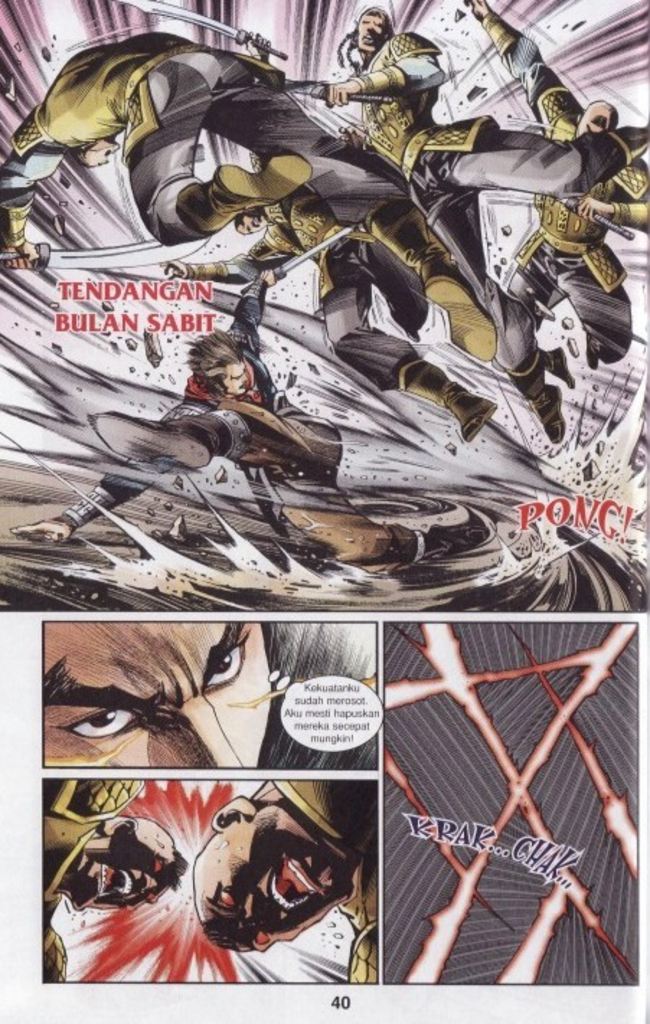 TENDANGAN
BULAN SABIT
PONG!
Kekuatanku
sudah merosot.
Aku mesti hapuskan
mereka secepat
mungkin!
KRAK...CHAK...
40